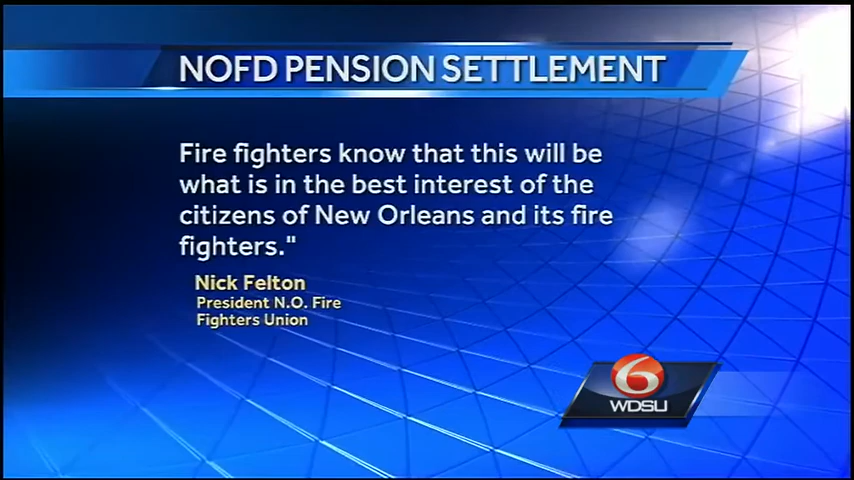 NOFD PENSION SETTLEMENT
Fire fighters know that this will be
what is in the best interest of the
citizens of New Orleans and its fire
fighters."
Nick Felton
President N.O. Fire
Fighters Union
6
WDSU